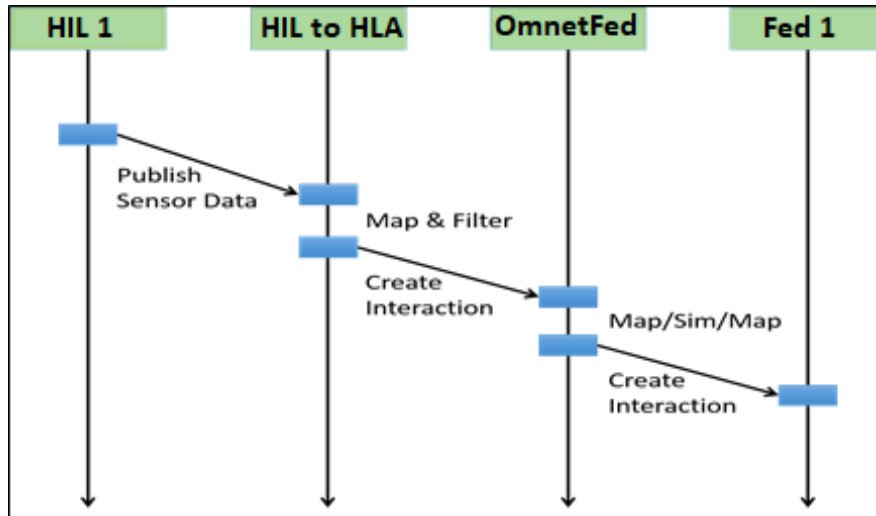 HIL 1
HIL to HLA
OmnetFed
Fed 1
Publish
Sensor Data
Map & Filter
Create
Interaction
Map/Sim/Map
Create
Interaction